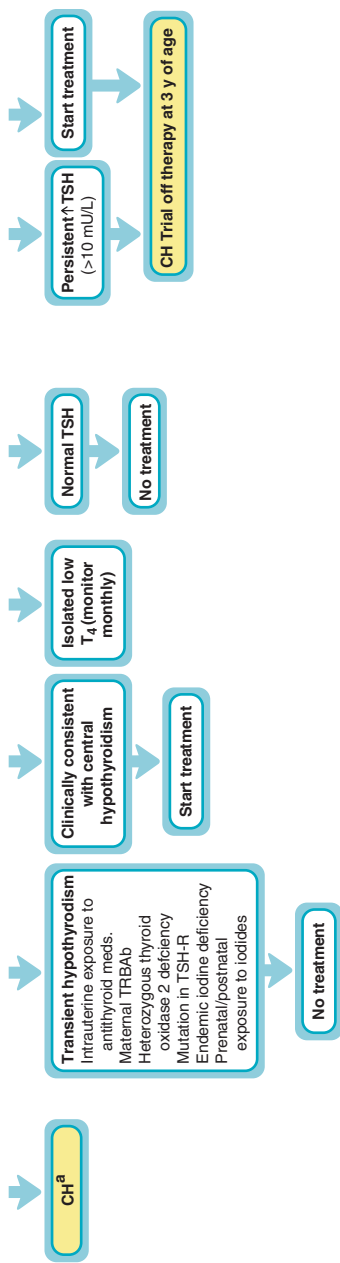 CHa
Transient hypothyrodism
Intrauterine exposure to
antithyroid meds.
Maternal TRBAb
Heterozygous thyroid
oxidase 2 defciency
Mutation in TSH-R
Endemic iodine deficiency
Prenatal/postnatal
exposure to iodides
No treatment
Clinically consistent
with central
hypothyroidism
Start treatment
Isolated low
T4 (monitor
monthly)
Normal TSH
No treatment
Persistent↑TSH
(>10 mU/L)
Start treatment
CH Trial off therapy at 3 y of age